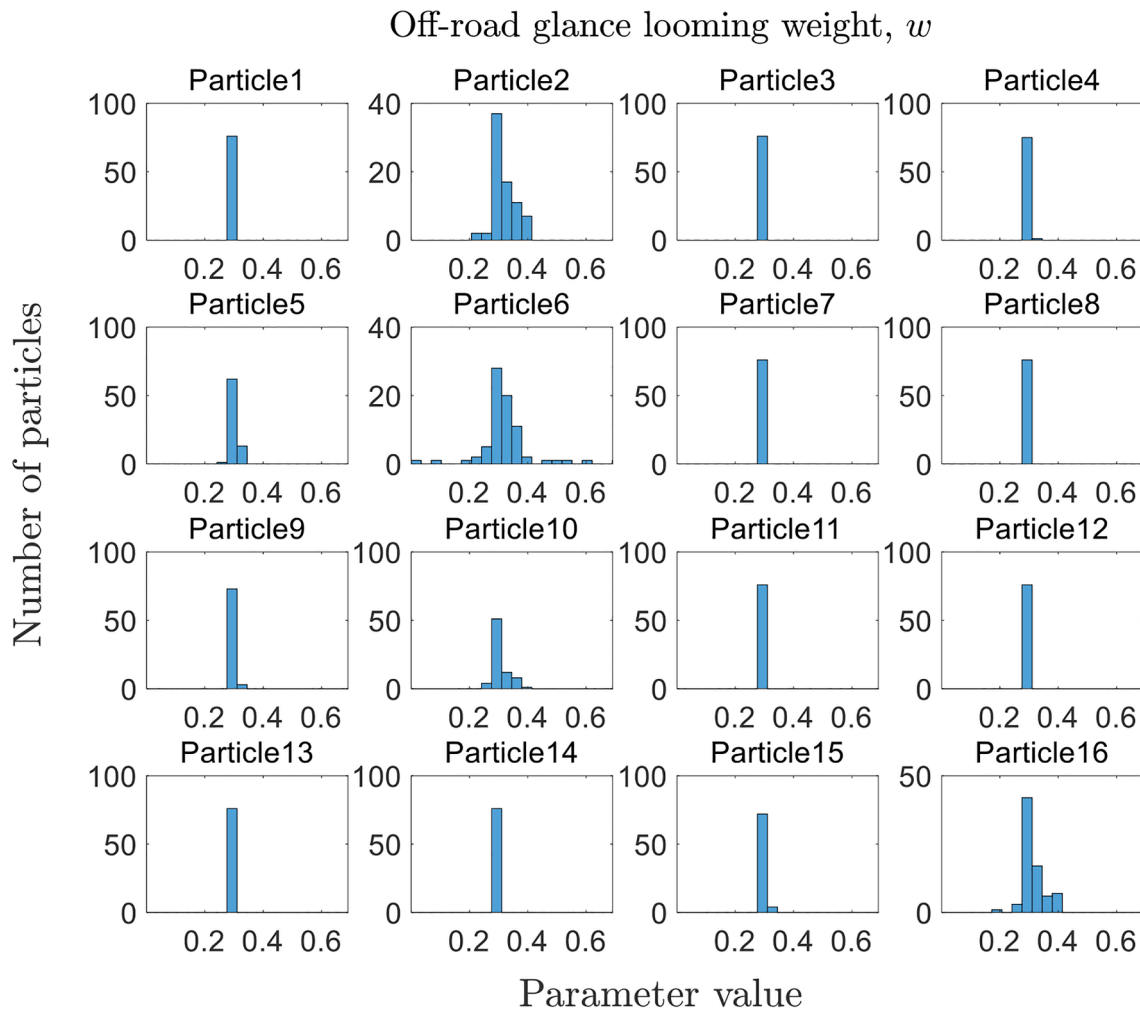 Off-road glance looming weight, w
Particle1 Particle2 Particle3 Particle4
100 40 100 100
50 20 50 50
0 0 0 0
0.2 0.4 0.6 0.2 0.4 0.6 0.2 0.4 0.6 0.2 0.4 0.6
Particle5 Particle6 Particle7 Particle8
100 40 100 100
50 20 50 50
0 0 0 0
0.2 0.4 0.6 0.2 0.4 0.6 0.2 0.4 0.6 0.2 0.4 0.6
Number of particles
Particle9 Particle10 Particle11 Particle12
100 100 100 100
50 50 50 50
0 0 0 0
0.2 0.4 0.6 0.2 0.4 0.6 0.2 0.4 0.6 0.2 0.4 0.6
Particle13 Particle14 Particle15 Particle16
100 100 100 50
50 50 50
0 0 0 0
0.2 0.4 0.6 0.2 0.4 0.6 0.2 0.4 0.6 0.2 0.4 0.6
Parameter value